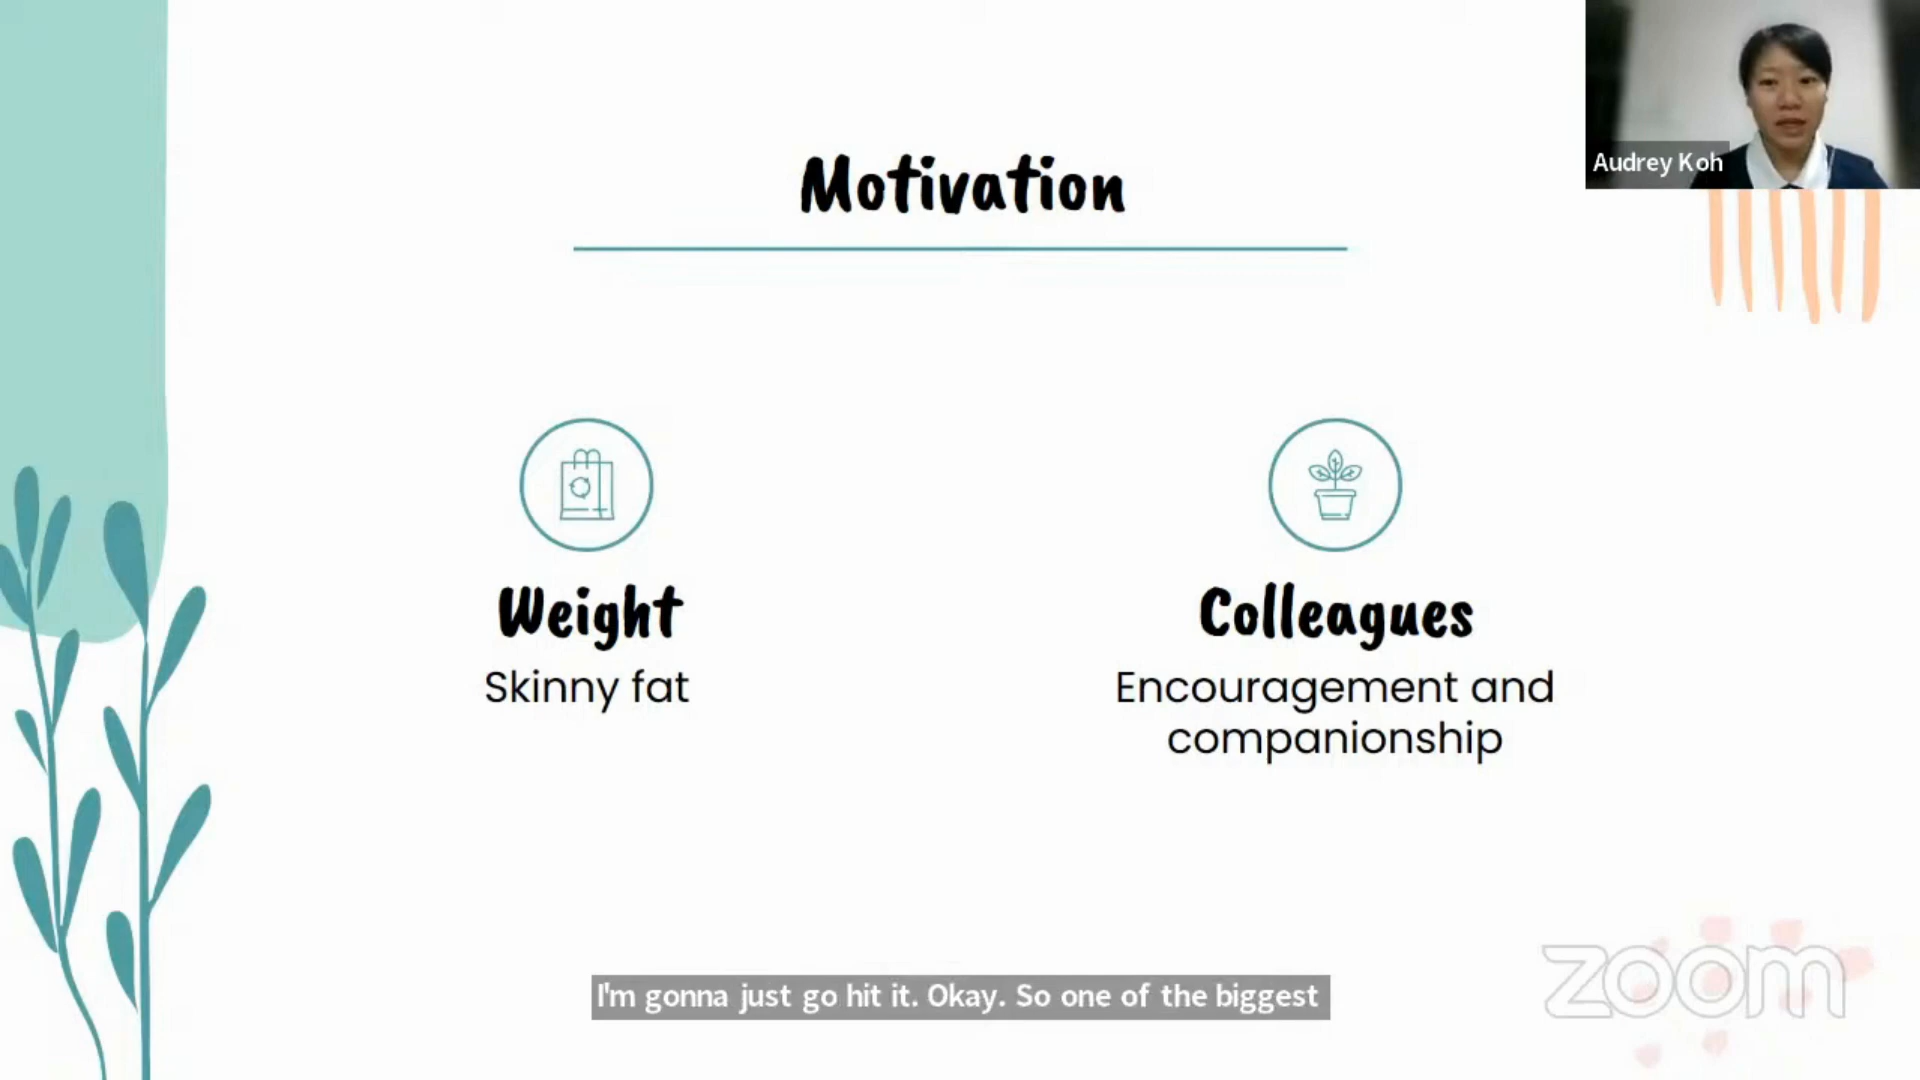 Audrey Koh
Motivation
Weight
Skinny fat
Colleagues
Encouragement and
companionship
I'm gonna just go hit it. Okay. So one of the biggest
zoom